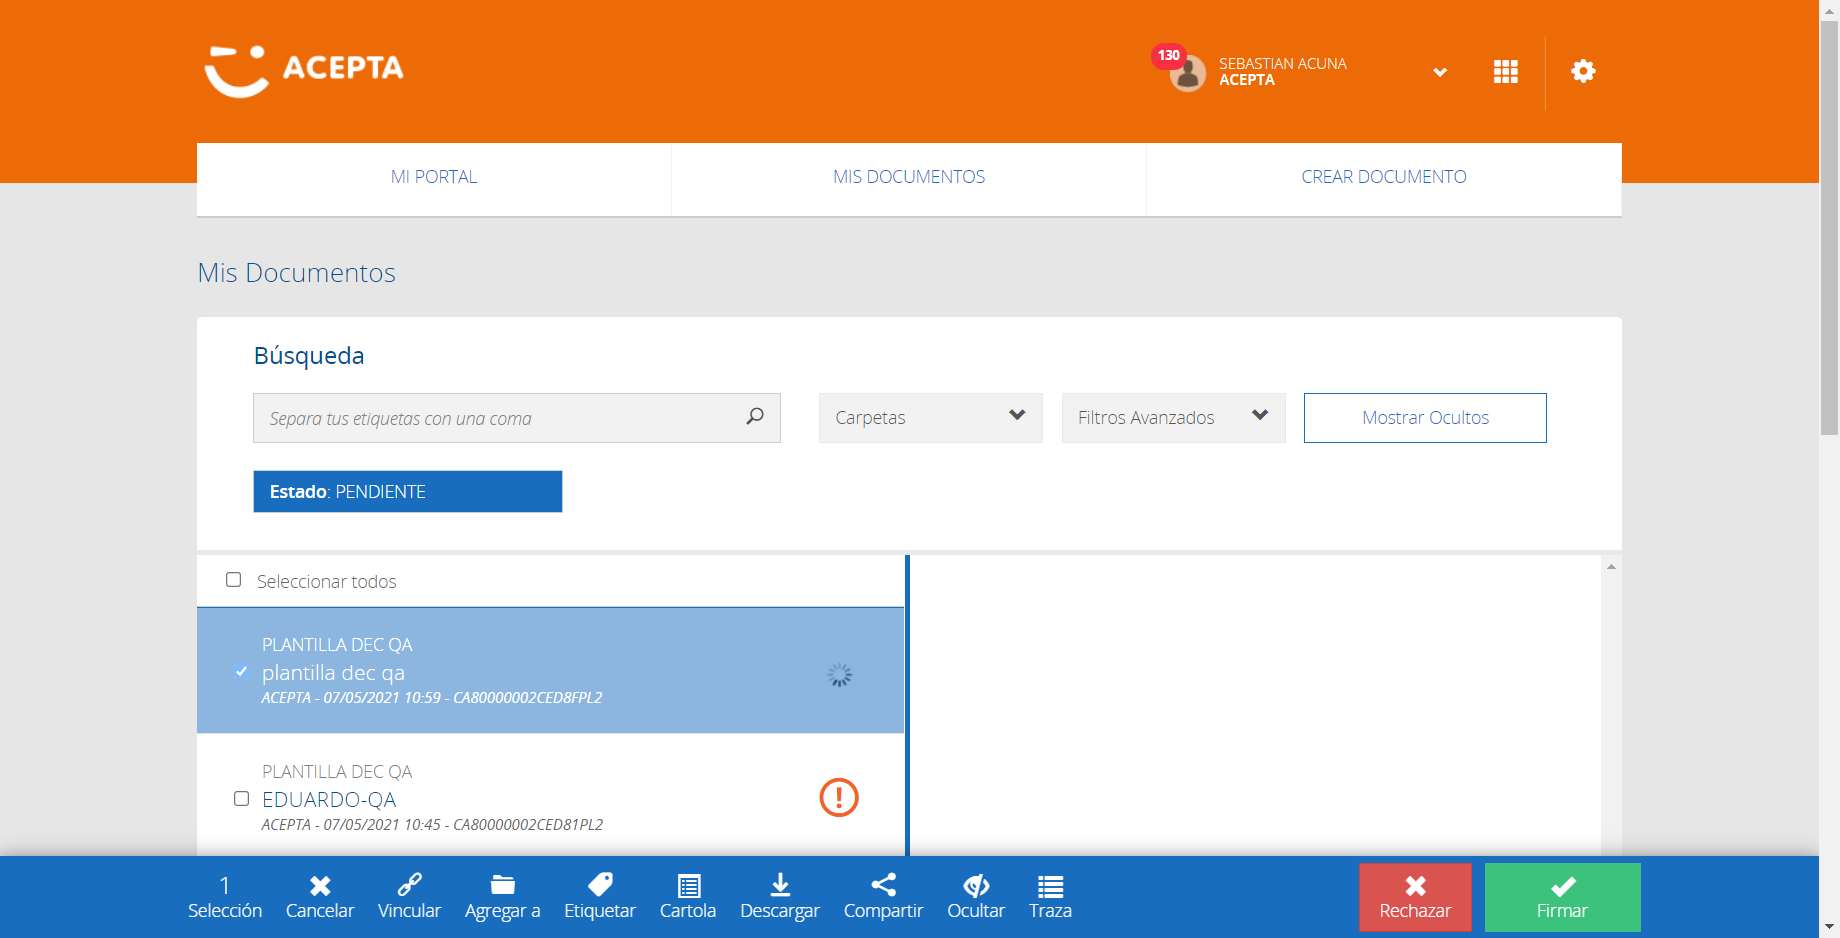 ACEPTA
130
SEBASTIAN ACUNA
ACEPTA
MI PORTAL
MIS DOCUMENTOS
CREAR DOCUMENTO
Mis Documentos
Búsqueda
Separa tus etiquetas con una coma
Carpetas
Filtros Avanzados
Mostrar Ocultos
Estado: PENDIENTE
Seleccionar todos
PLANTILLA DEC QA
plantilla dec qa
ACEPTA - 07/05/2021 10:59 - CA80000002CED8FPL2
PLANTILLA DEC QA
EDUARDO-QA
ACEPTA - 07/05/2021 10:45 - CA80000002CED81PL2
1
Selección
Cancelar
Vincular
Agregar a
Etiquetar
Cartola
Descargar
Compartir
Ocultar
Traza
Rechazar
Firmar